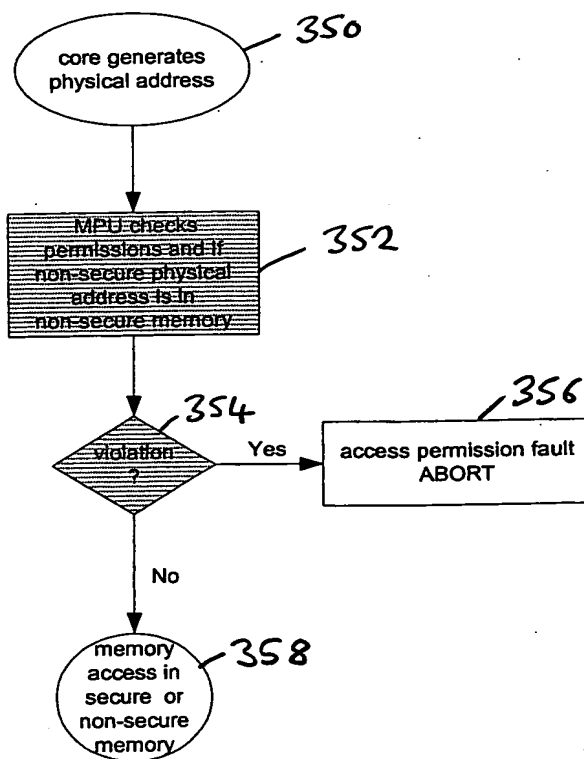 core generates
physical address
350
MPU checks
permissions and if
non-secure physical
address is in
non-secure memory
352
violation
?
354
Yes
access permission fault
ABORT
356
No
memory
access in
secure or
non-secure
memory
358